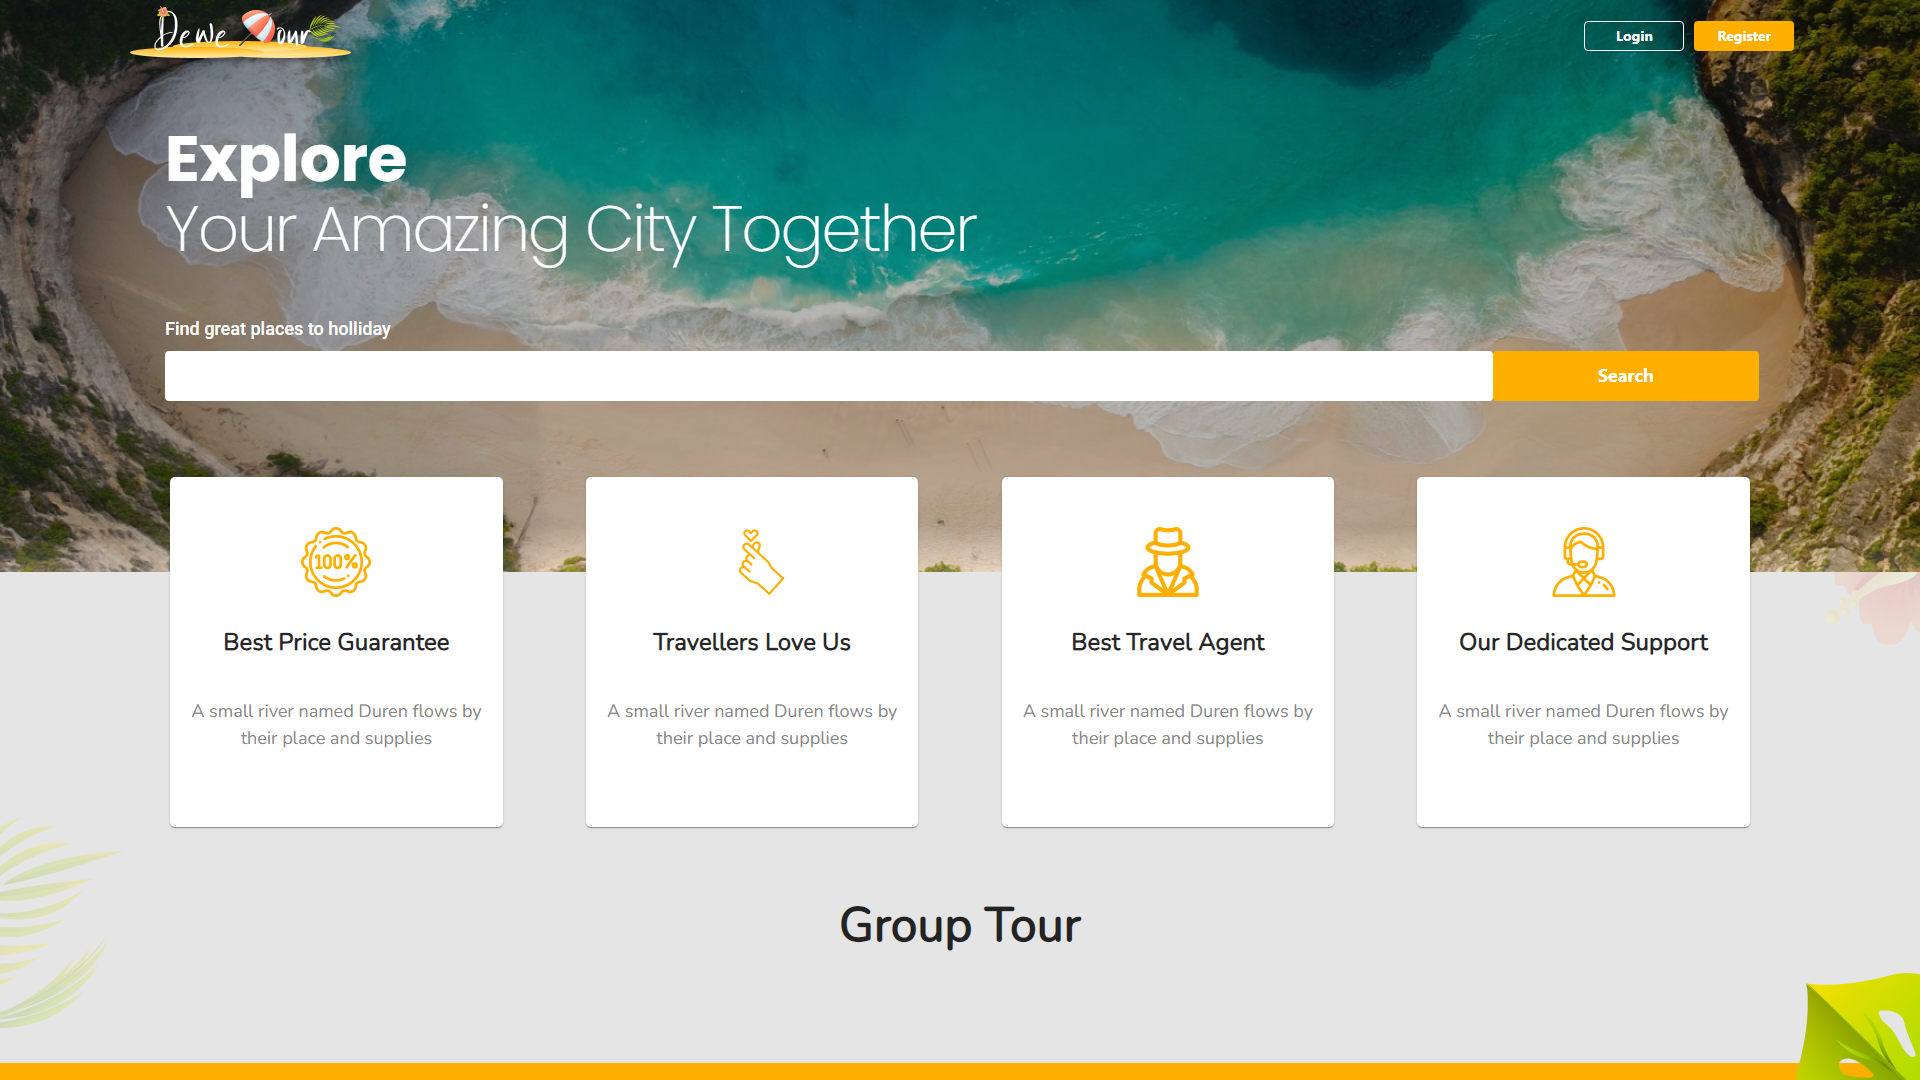 Dewe Tour
Login
Register
Explore
Your Amazing City Together
Find great places to holliday
Search
100%
Best Price Guarantee
A small river named Duren flows by
their place and supplies
Travellers Love Us
A small river named Duren flows by
their place and supplies
Best Travel Agent
A small river named Duren flows by
their place and supplies
Our Dedicated Support
A small river named Duren flows by
their place and supplies
Group Tour